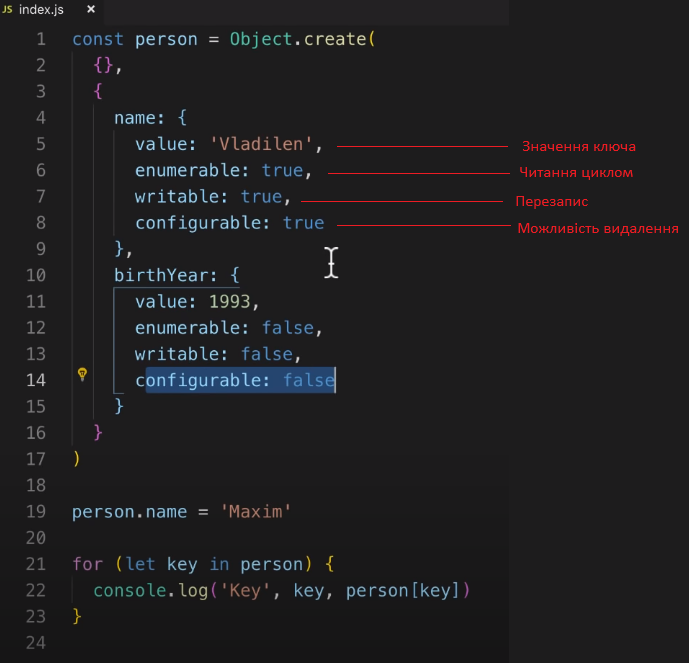 JS index.js ×
1 const person = Object.create(
2 {},
3 {
4 name: {
5 value: 'Vladilen', Значення ключа
6 enumerable: true, Читання циклом
7 writable: true, Перезапис
8 configurable: true Можливість видалення
9 },
10 birthYear: {
11 value: 1993,
12 enumerable: false,
13 writable: false,
14 configurable: false
15 }
16 }
17 )
18
19 person.name = 'Maxim'
20
21 for (let key in person) {
22 console.log('Key', key, person[key])
23 }
24